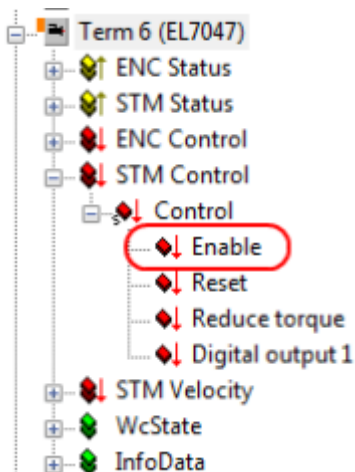 Term 6 (EL7047)
ENC Status
STM Status
ENC Control
STM Control
Control
Enable
Reset
Reduce torque
Digital output 1
STM Velocity
WcState
InfoData